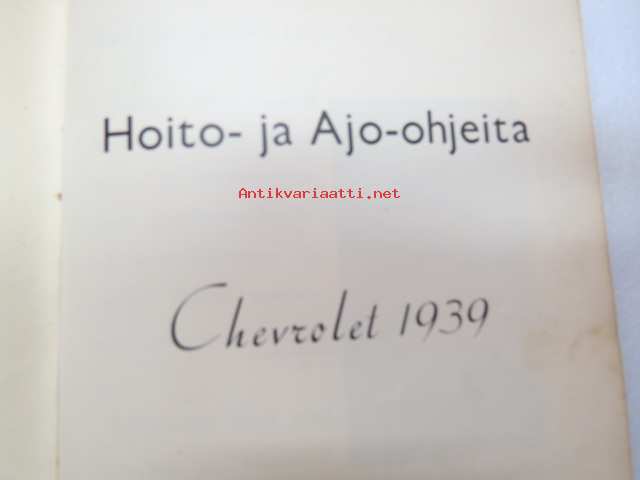 Hoito- ja Ajo-ohjeita
Antikvariaatti.net
Chevrolet 1939